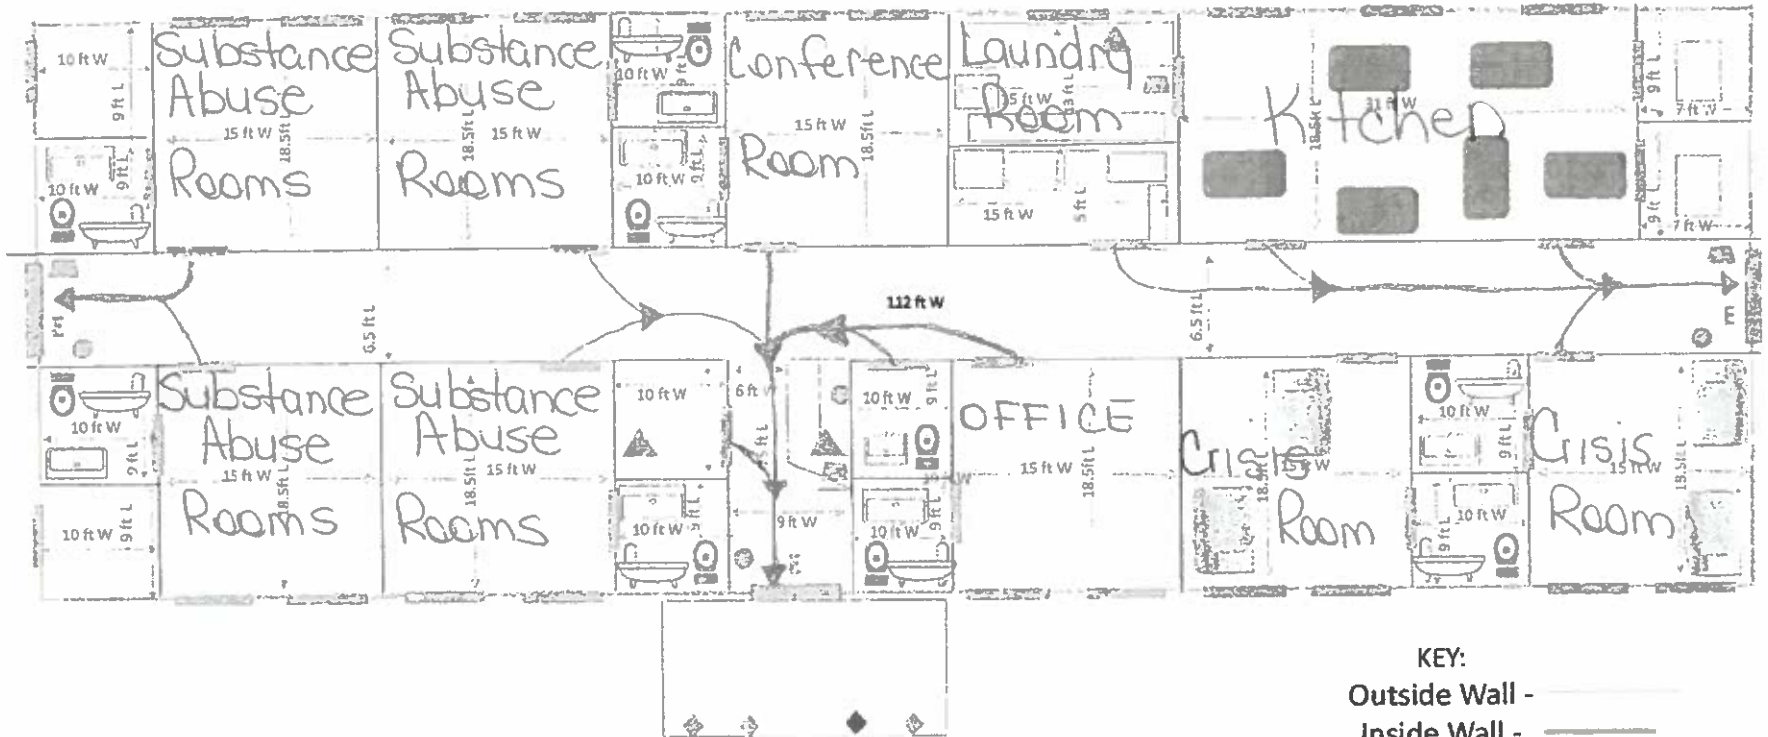 10 ft W
9 ft L
10 ft W
9 ft L
Substance
Abuse
15 ft W
18.5ft L
Rooms
Substance
Abuse
15 ft W
18.5ft L
Rooms
10 ft W
9 ft L
10 ft W
9 ft L
Conference
15 ft W
18.5ft L
Room
Laundry
Room
15 ft W
15 ft W
5 ft L
Kitchen
31 ft W
18.5ft L
9 ft L
7 ft W
9 ft L
7 ft W
6.5 ft L
112 ft W
6.5 ft L
10 ft W
9 ft L
10 ft W
9 ft L
Substance
Abuse
15 ft W
18.5ft L
Rooms
Substance
Abuse
15 ft W
18.5ft L
Rooms
10 ft W
6 ft
10 ft W
9 ft L
9 ft W
10 ft W
9 ft L
10 ft W
9 ft L
OFFICE
15 ft W
18.5ft L
Crisis
15 ft W
18.5ft L
Room
10 ft W
9 ft L
10 ft W
9 ft L
Crisis
15 ft W
18.5ft L
Room
KEY:
Outside Wall -
Inside Wall -